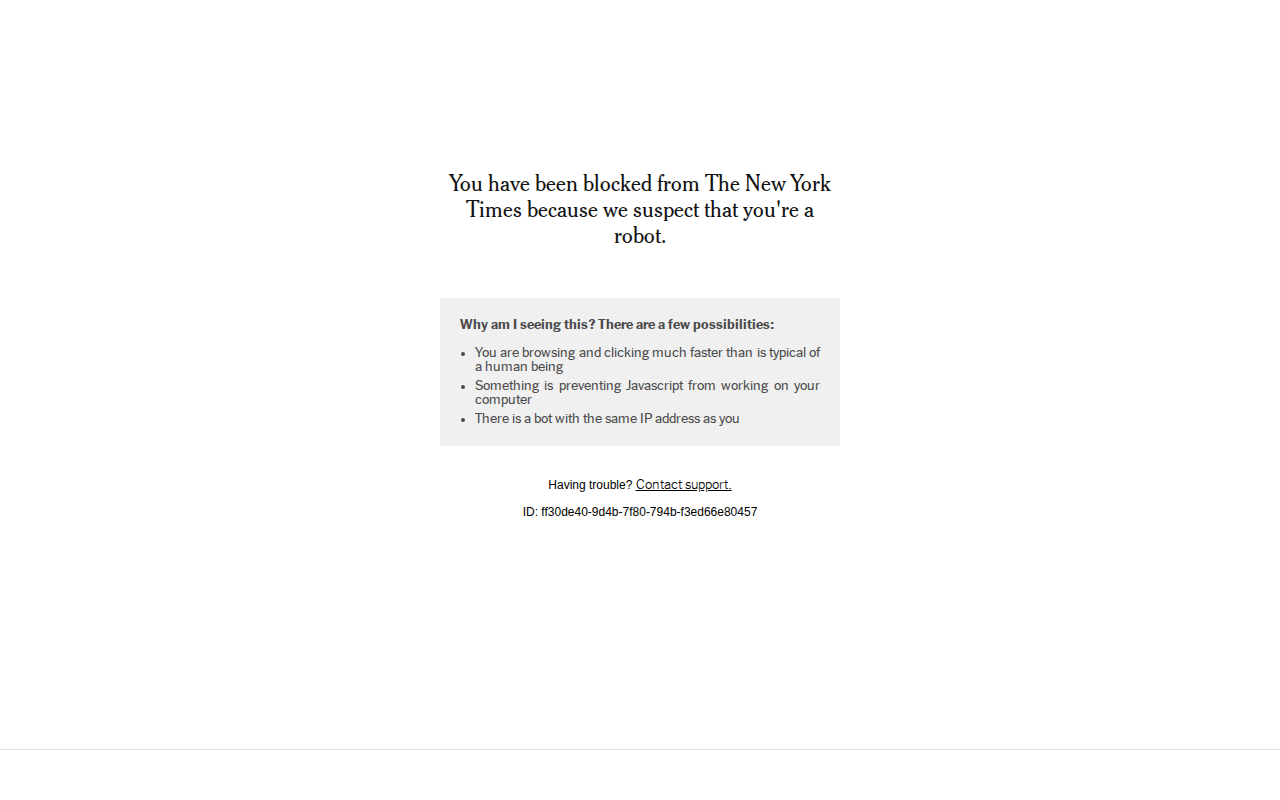 You have been blocked from The New York
Times because we suspect that you're a
robot.
Why am I seeing this? There are a few possibilities:
• You are browsing and clicking much faster than is typical of
a human being
• Something is preventing Javascript from working on your
computer
• There is a bot with the same IP address as you
Having trouble? Contact support.
ID: ff30de40-9d4b-7f80-794b-f3ed66e80457